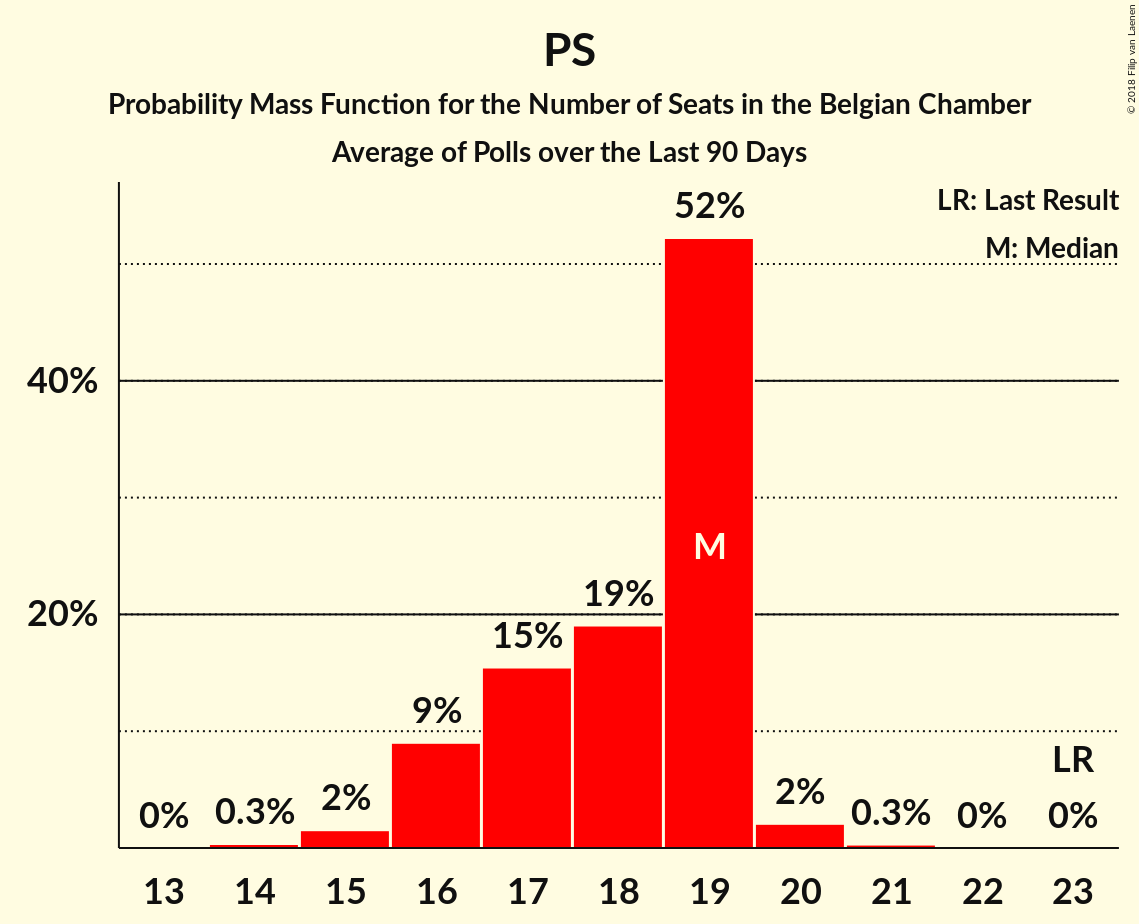 PS
Probability Mass Function for the Number of Seats in the Belgian Chamber
Average of Polls over the Last 90 Days
© 2018 Filip van Laenen
LR: Last Result
M: Median
52%
40%
M
19%
20%
15%
9%
LR
2%
2%
0%
0.3%
0.3%
0%
0%
13 14 15 16 17 18 19 20 21 22 23